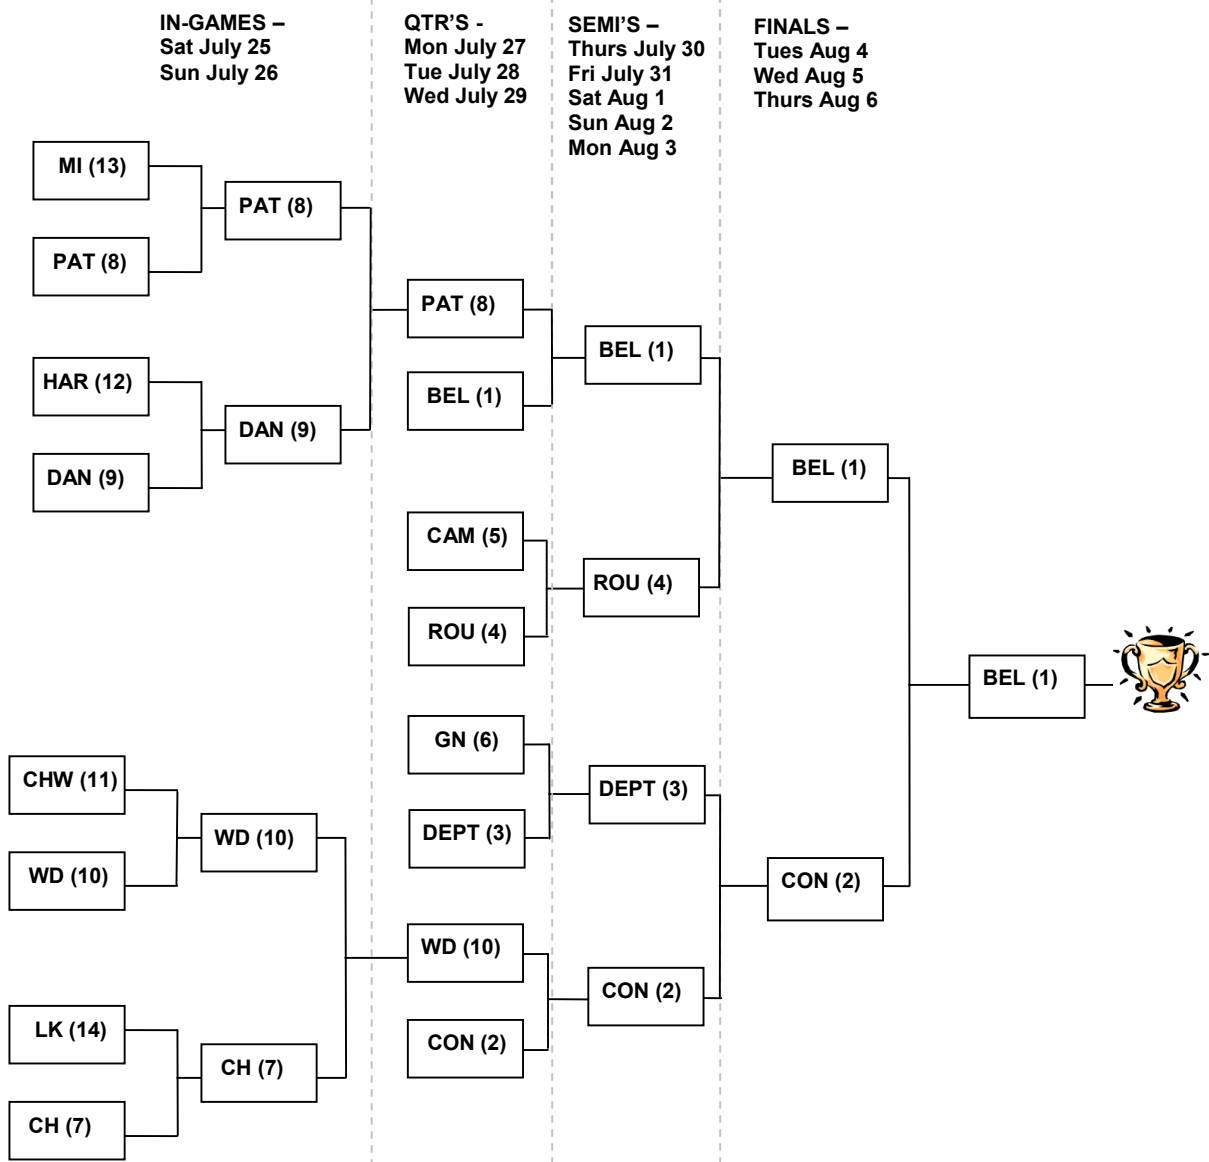 IN-GAMES –
Sat July 25
Sun July 26
QTR'S -
Mon July 27
Tue July 28
Wed July 29
SEMI'S –
Thurs July 30
Fri July 31
Sat Aug 1
Sun Aug 2
Mon Aug 3
FINALS –
Tues Aug 4
Wed Aug 5
Thurs Aug 6
MI (13)
PAT (8)
HAR (12)
DAN (9)
PAT (8)
DAN (9)
CHW (11)
WD (10)
LK (14)
CH (7)
WD (10)
CH (7)
PAT (8)
BEL (1)
CAM (5)
ROU (4)
GN (6)
DEPT (3)
WD (10)
CON (2)
BEL (1)
ROU (4)
DEPT (3)
CON (2)
BEL (1)
CON (2)
BEL (1)